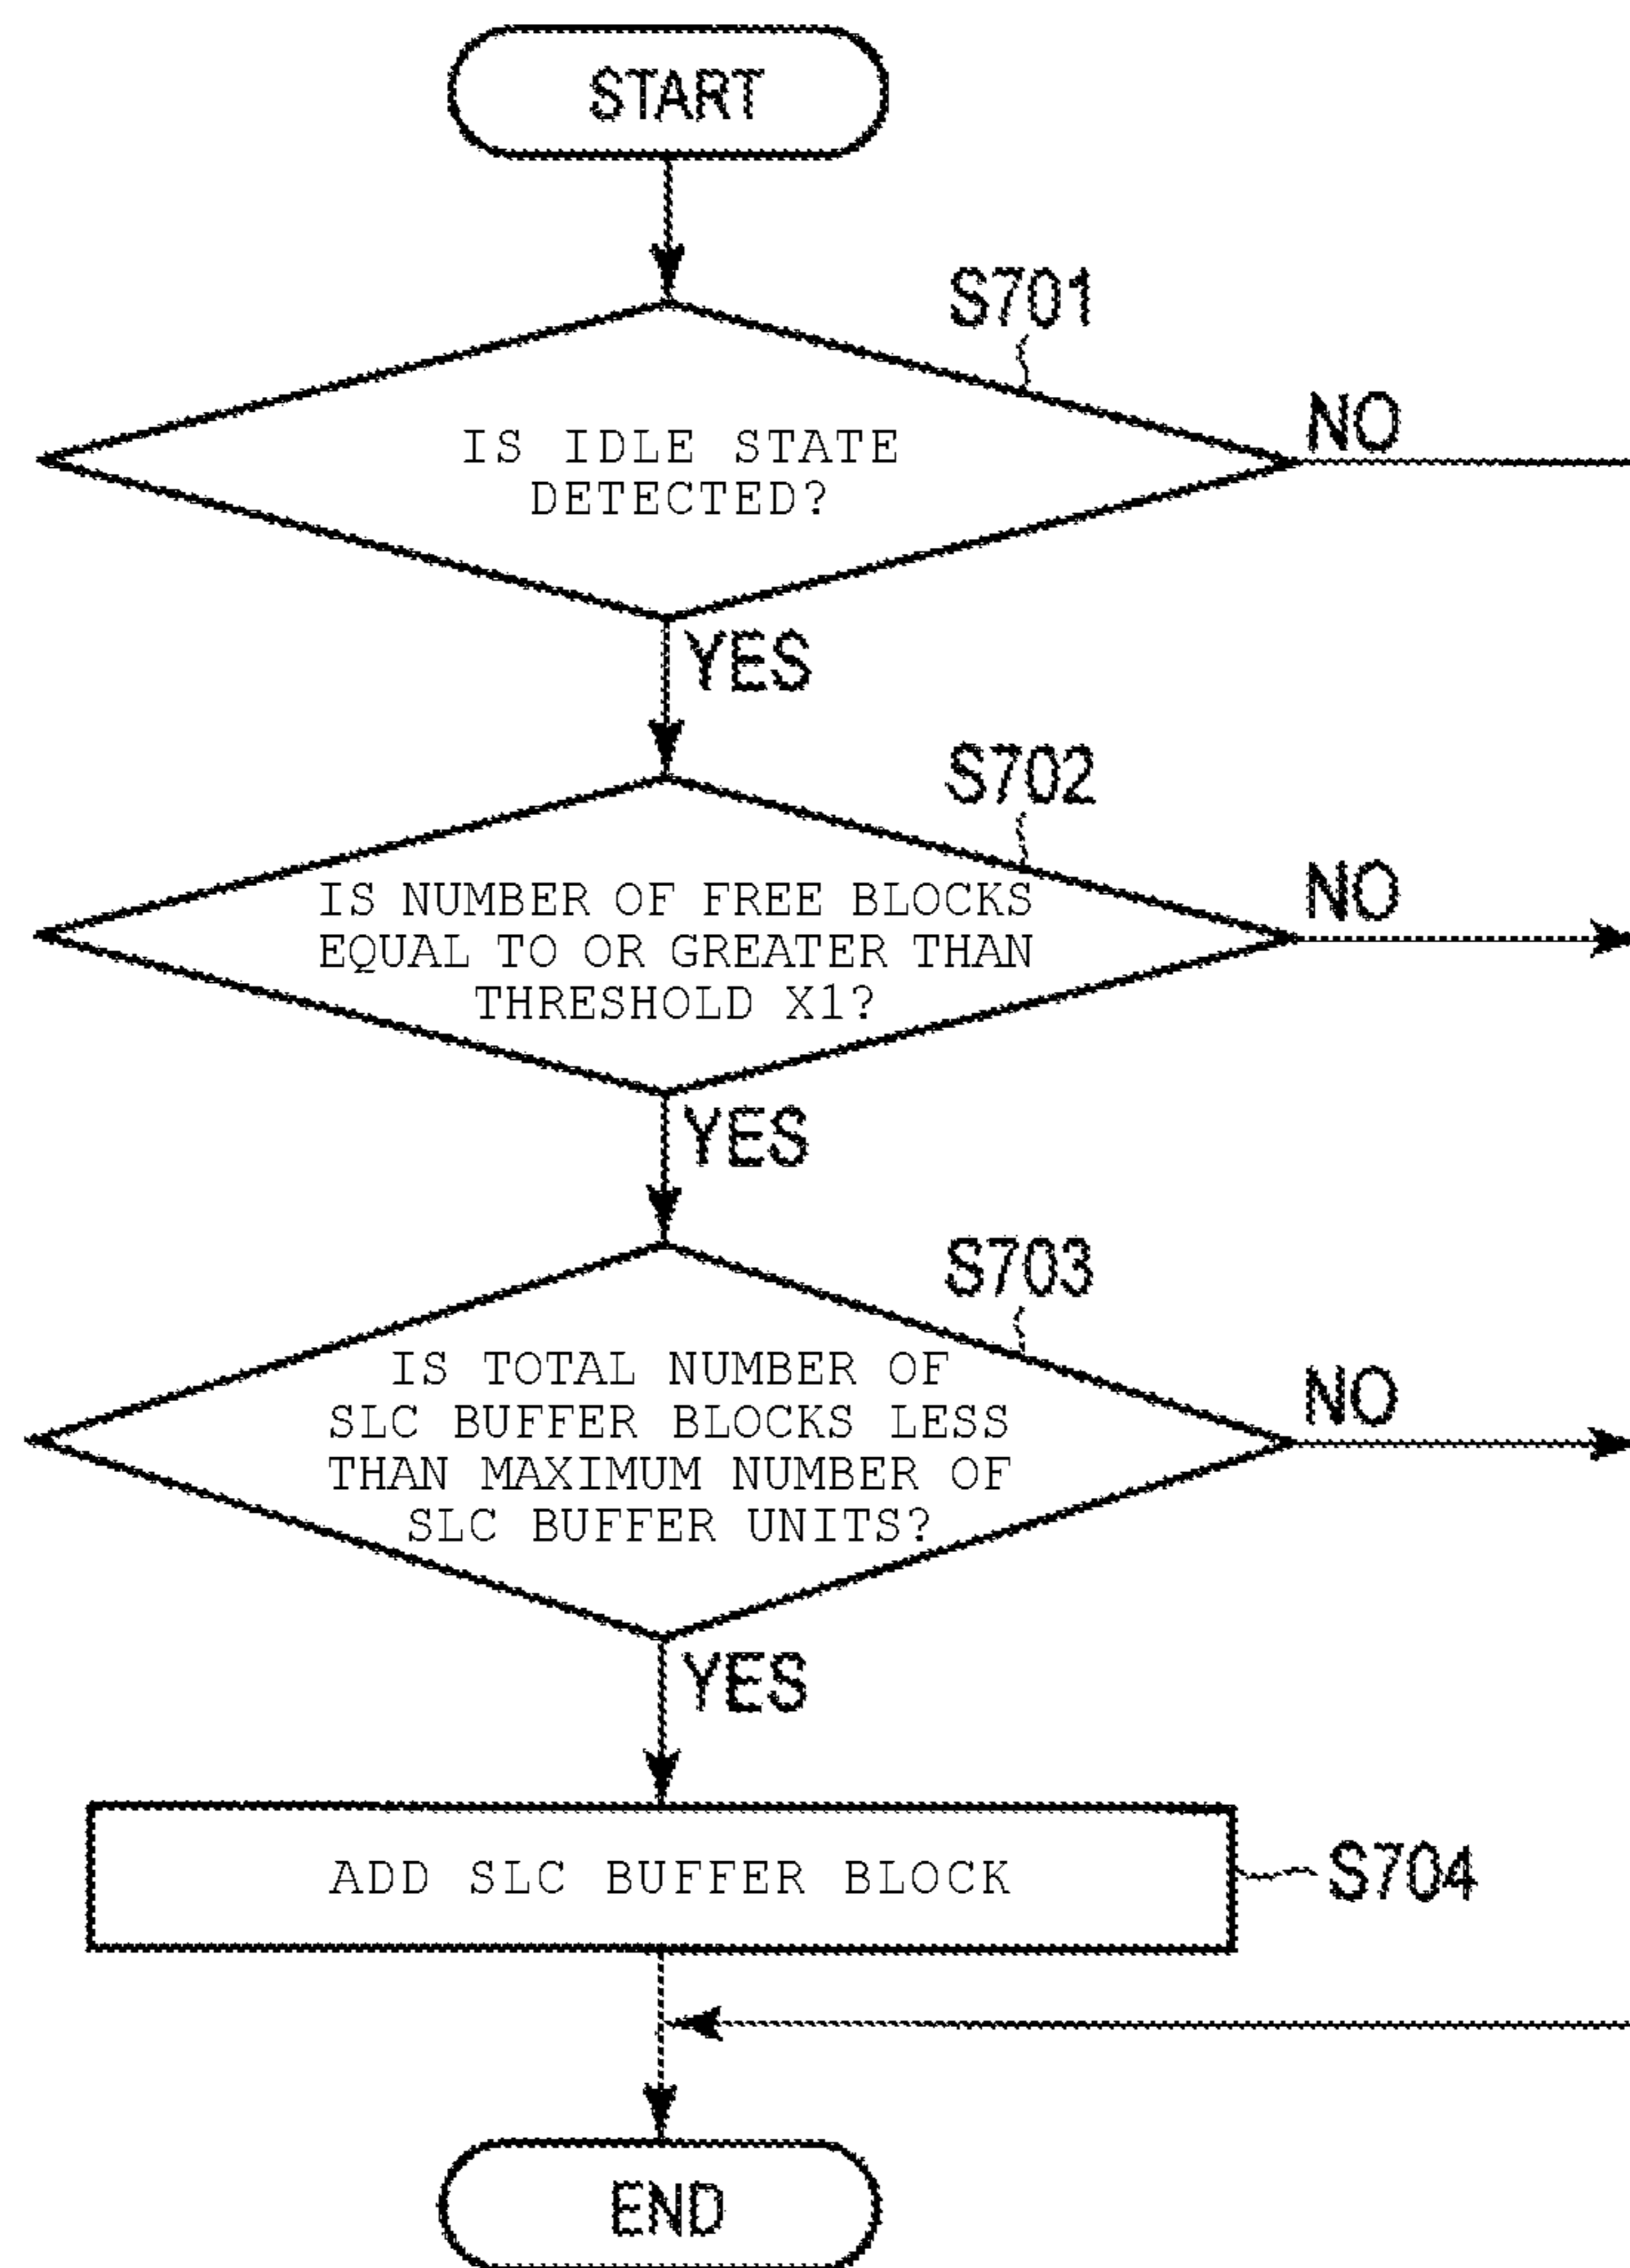 START
S701
IS IDLE STATE
DETECTED?
NO
YES
S702
IS NUMBER OF FREE BLOCKS
EQUAL TO OR GREATER THAN
THRESHOLD X1?
NO
YES
S703
IS TOTAL NUMBER OF
SLC BUFFER BLOCKS LESS
THAN MAXIMUM NUMBER OF
SLC BUFFER UNITS?
NO
YES
ADD SLC BUFFER BLOCK
S704
END